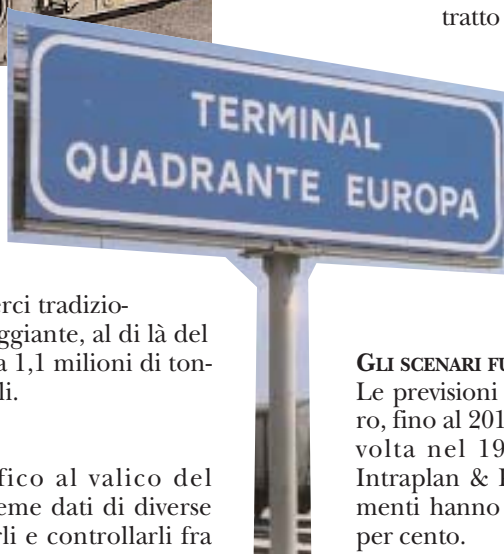 tratto
TERMINAL
QUADRANTE EUROPA
erci tradizio-
ggiante, al di là del
a 1,1 milioni di ton-
li.
fico al valico del
eme dati di diverse
rli e controllarli fra
GLI SCENARI FU
Le previsioni
ro, fino al 201
volta nel 19
Intraplan &
menti hanno
per cento.